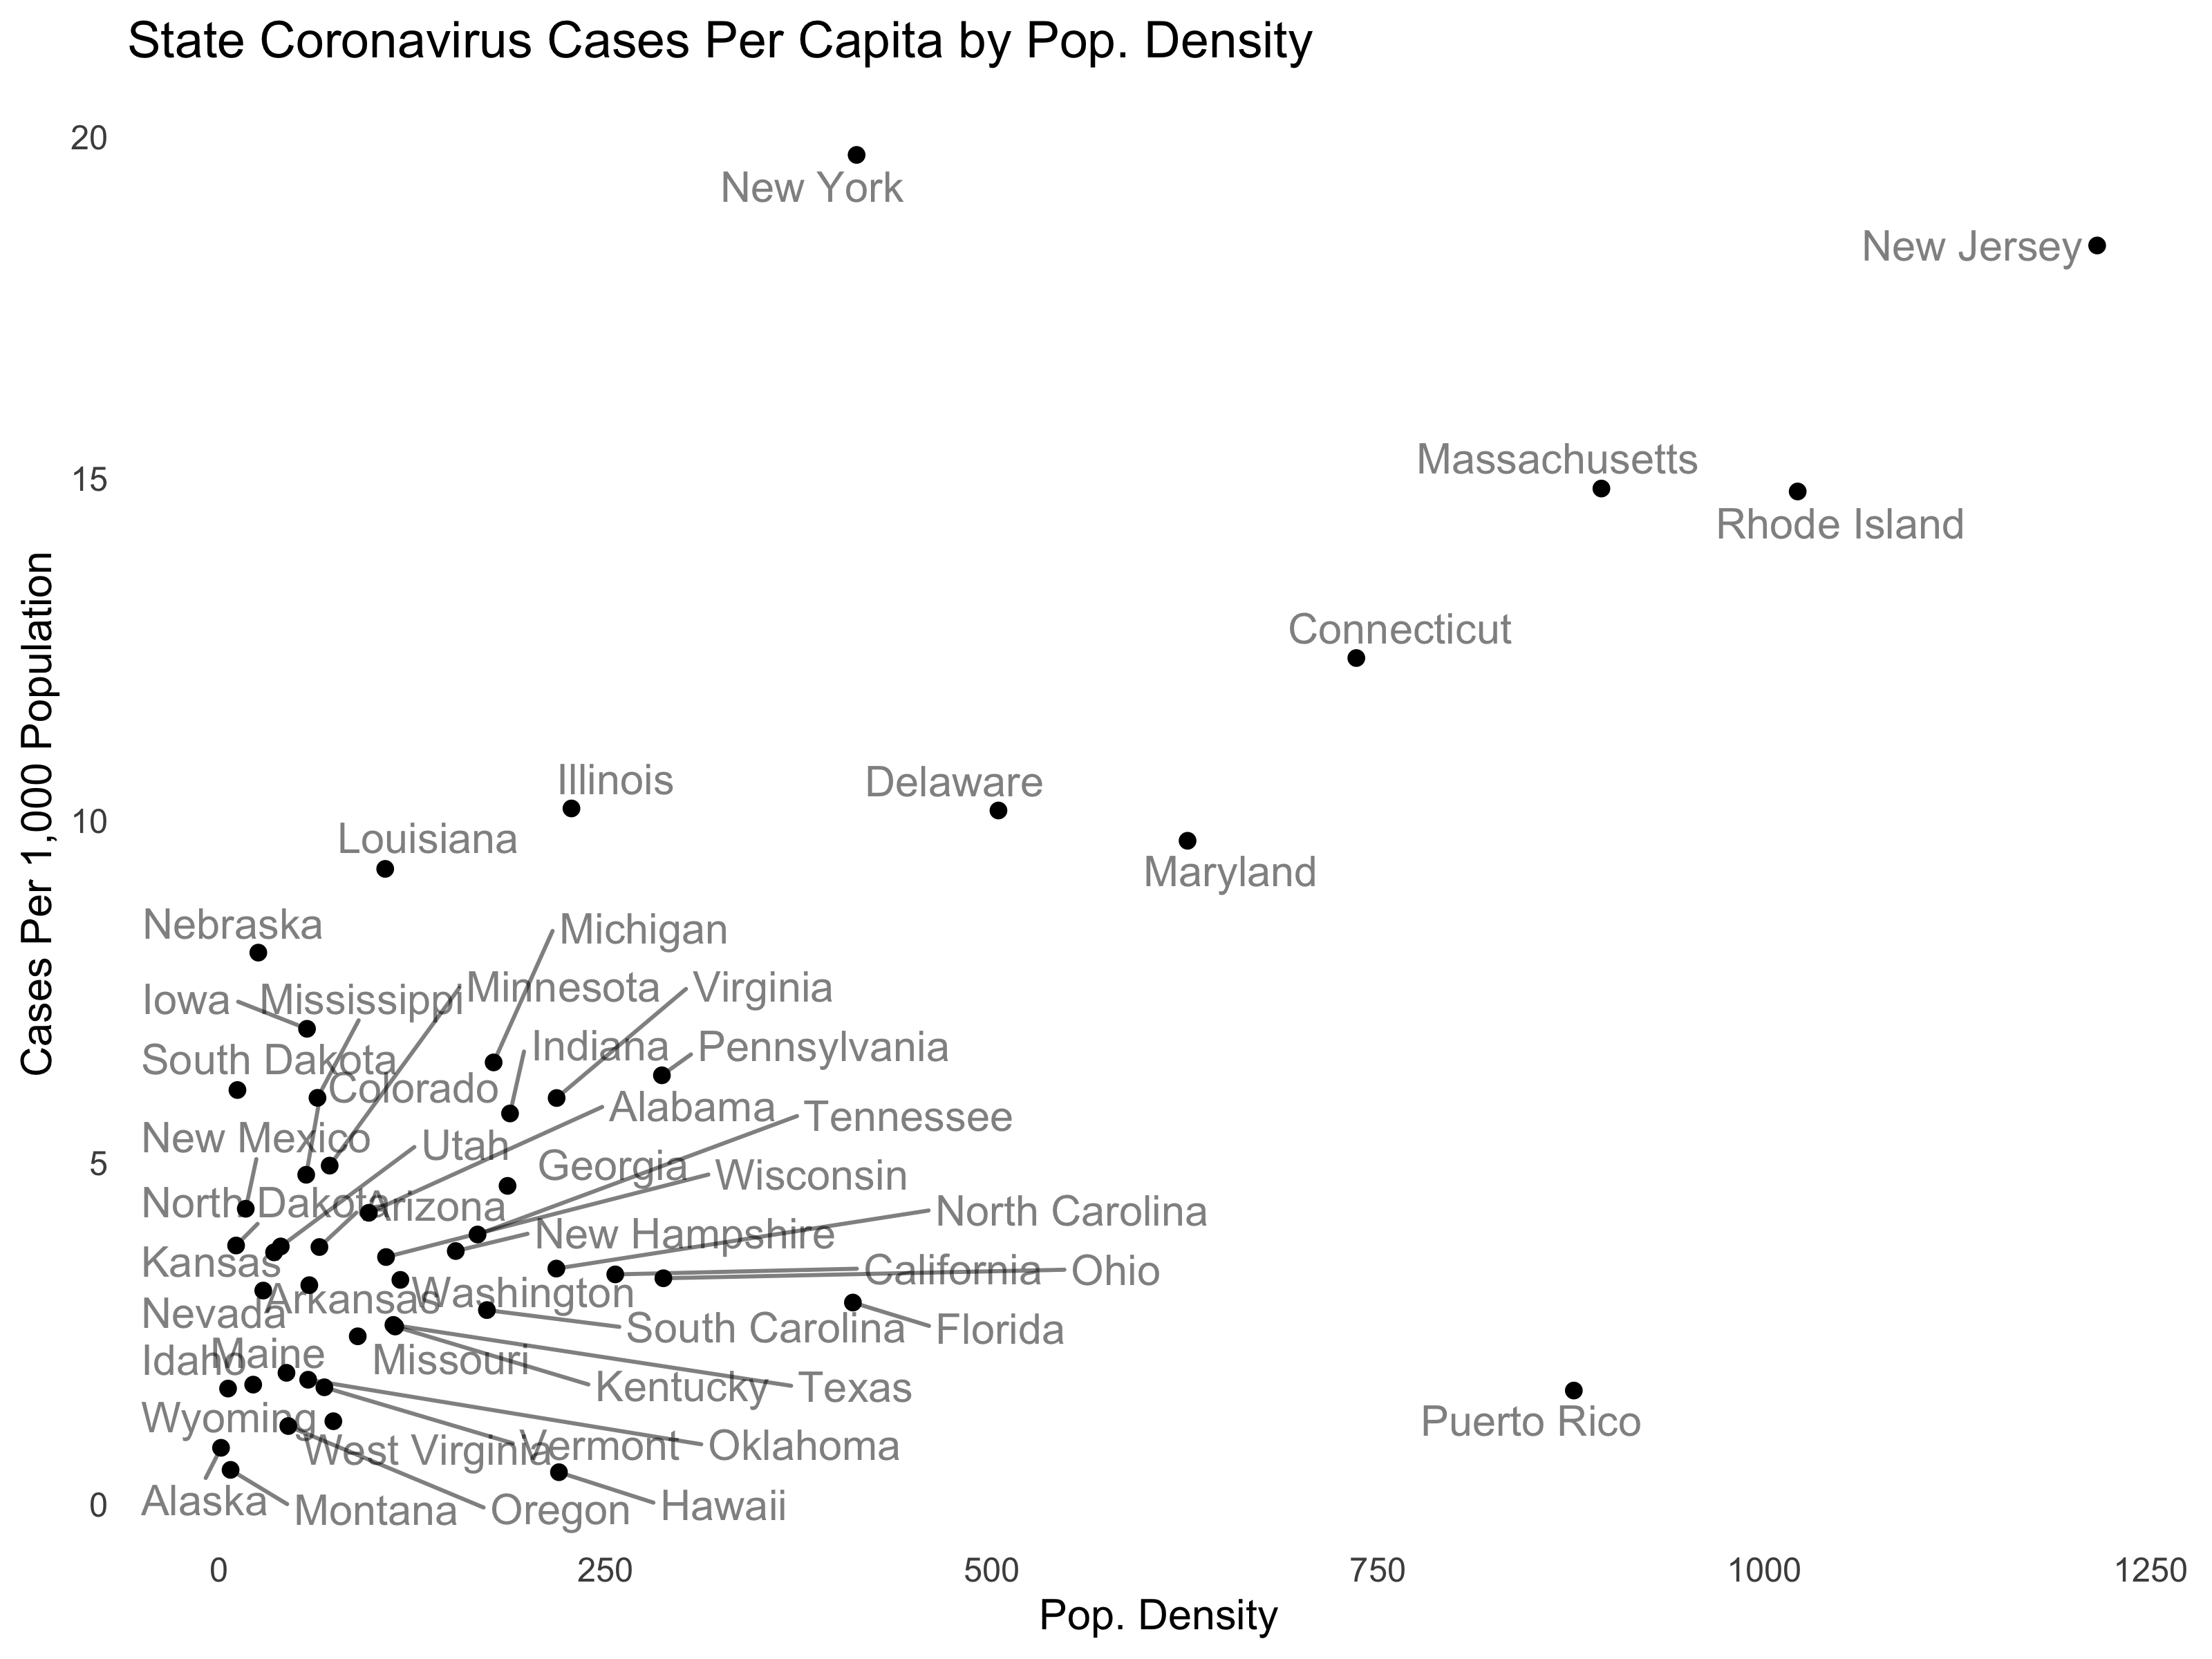 State Coronavirus Cases Per Capita by Pop. Density
20
New York
New Jersey
Massachusetts
15
Rhode Island
Connecticut
Cases Per 1,000 Population
Illinois
Delaware
10
Louisiana
Maryland
Nebraska
Michigan
Iowa
Mississippi
Minnesota
Virginia
South Dakota
Indiana
Pennsylvania
Colorado
Alabama
Tennessee
New Mexico
Utah
5
Georgia
Wisconsin
North Dakota
Arizona
North Carolina
New Hampshire
Kansas
California
Ohio
Nevada
Arkansas
Washington
South Carolina
Florida
Idaho
Maine
Missouri
Kentucky
Texas
Wyoming
Puerto Rico
West Virginia
Vermont
Oklahoma
0
Alaska
Montana
Oregon
Hawaii
0
250
500
750
1000
1250
Pop. Density